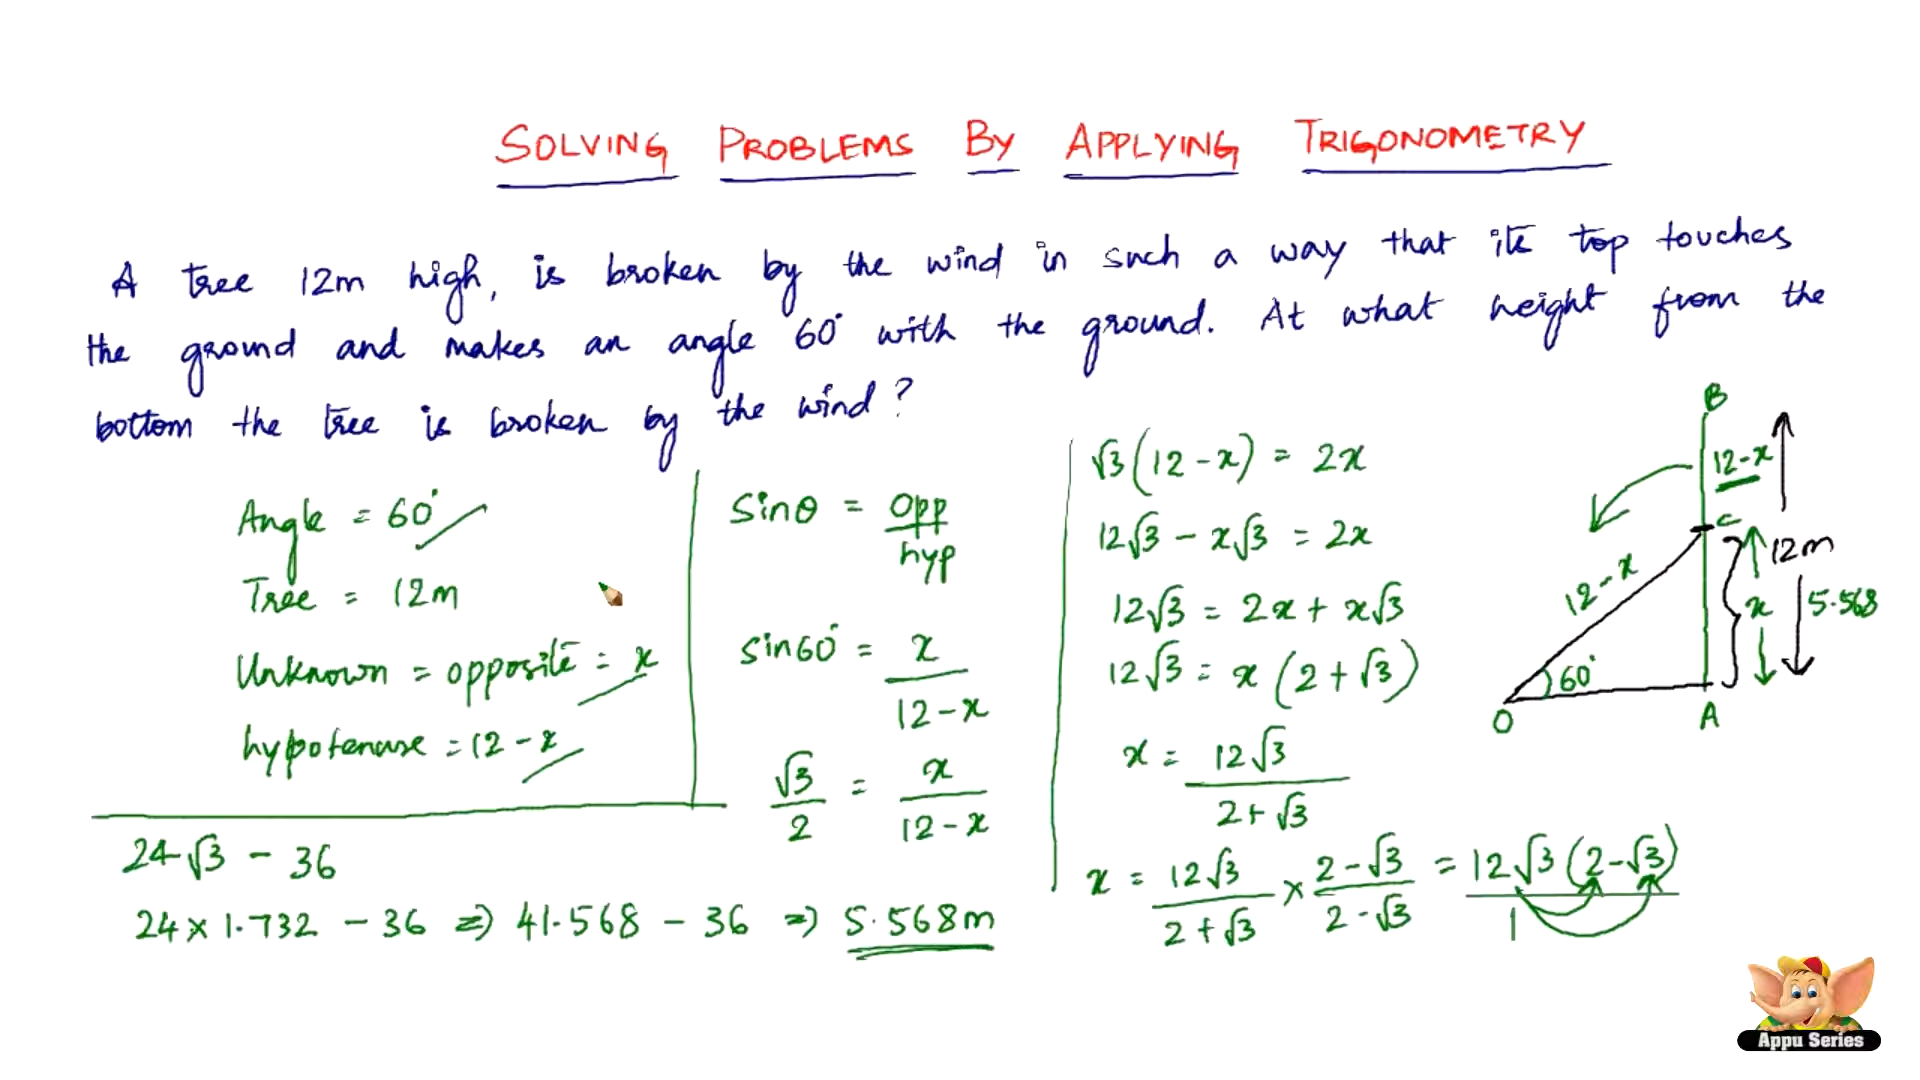 SOLVING PROBLEMS BY APPLYING TRIGONOMETRY
A tree 12m high, is broken by the wind in such a way that its top touches
the ground and makes an angle 60° with the ground. At what height from the
bottom the tree is broken by the wind?
Angle = 60°
Tree = 12m
Unknown = opposite = x
hypotenuse = 12 - x
24√3 - 36
24 × 1.732 - 36 ⇒ 41.568 - 36 ⇒ 5.568m
sinθ = opp
hyp
sin60° = x
12 - x
√3/2 = x/12 - x
√3(12 - x) = 2x
12√3 - x√3 = 2x
12√3 = 2x + x√3
12√3 = x(2 + √3)
x = 12√3
2 + √3
x = 12√3/2 + √3 × 2 - √3/2 - √3 = 12√3(2 - √3)/1
B
12-x
C
12m
12-x
x
5.568
60°
O
A
Appu Series